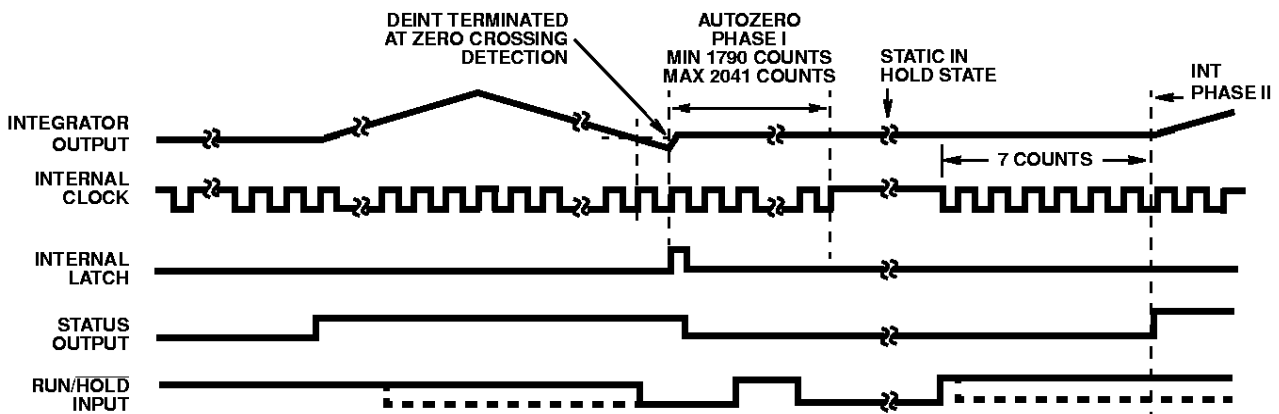 DEINT TERMINATED
AT ZERO CROSSING
DETECTION
AUTOZERO
PHASE I
MIN 1790 COUNTS
MAX 2041 COUNTS
STATIC IN
HOLD STATE
INT
PHASE II
INTEGRATOR
OUTPUT
7 COUNTS
INTERNAL
CLOCK
INTERNAL
LATCH
STATUS
OUTPUT
RUN/HOLD
INPUT